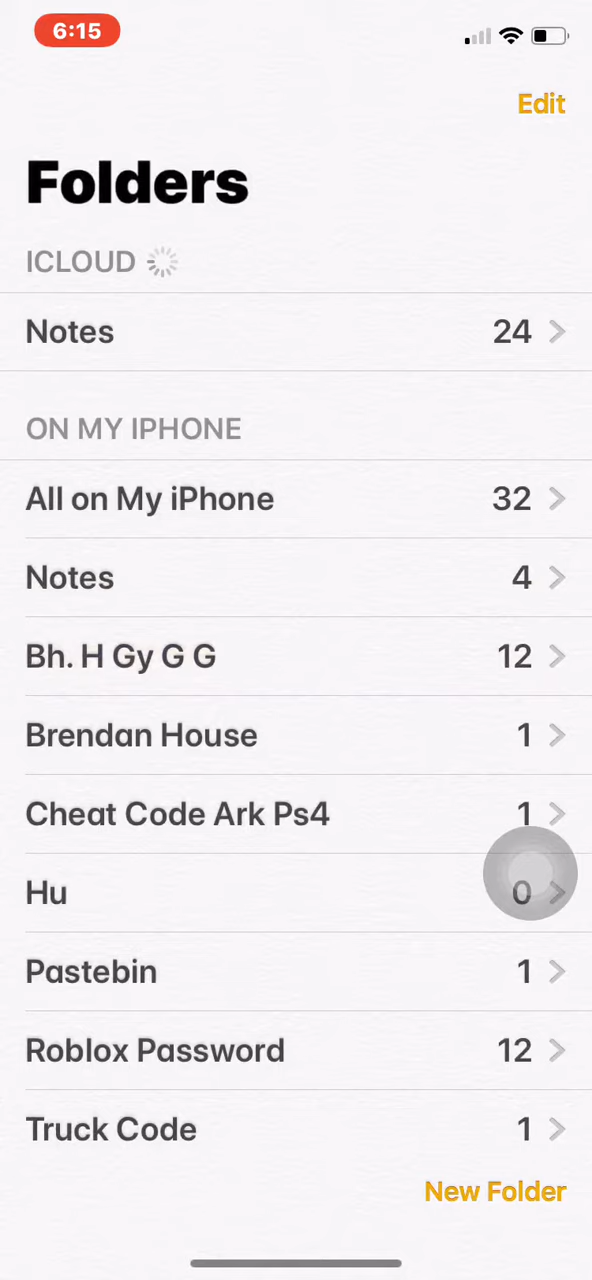 6:15
Edit
Folders
ICLOUD
Notes 24
ON MY IPHONE
All on My iPhone 32
Notes 4
Bh. H Gy G G 12
Brendan House 1
Cheat Code Ark Ps4 1
Hu 0
Pastebin 1
Roblox Password 12
Truck Code 1
New Folder